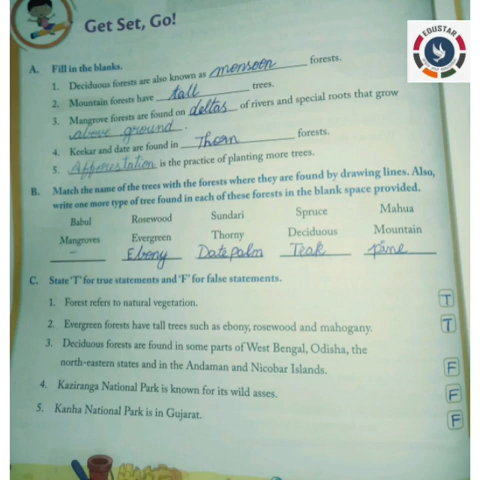 Get Set, Go!
EDUSTAR
A. Fill in the blanks.
1. Deciduous forests are also known as monsoon forests.
2. Mountain forests have tall trees.
3. Mangrove forests are found on deltas of rivers and special roots that grow
above ground.
4. Keekar and date are found in Thorn forests.
5. Afforestation is the practice of planting more trees.
B. Match the name of the trees with the forests where they are found by drawing lines. Also,
write one more type of tree found in each of these forests in the blank space provided.
Babul Rosewood Sundari Spruce Mahua
Mangroves Evergreen Thorny Deciduous Mountain
- Ebony Date palm Teak pine
C. State 'T' for true statements and 'F' for false statements.
1. Forest refers to natural vegetation. T
2. Evergreen forests have tall trees such as ebony, rosewood and mahogany. T
3. Deciduous forests are found in some parts of West Bengal, Odisha, the
north-eastern states and in the Andaman and Nicobar Islands. F
4. Kaziranga National Park is known for its wild asses. F
5. Kanha National Park is in Gujarat. F